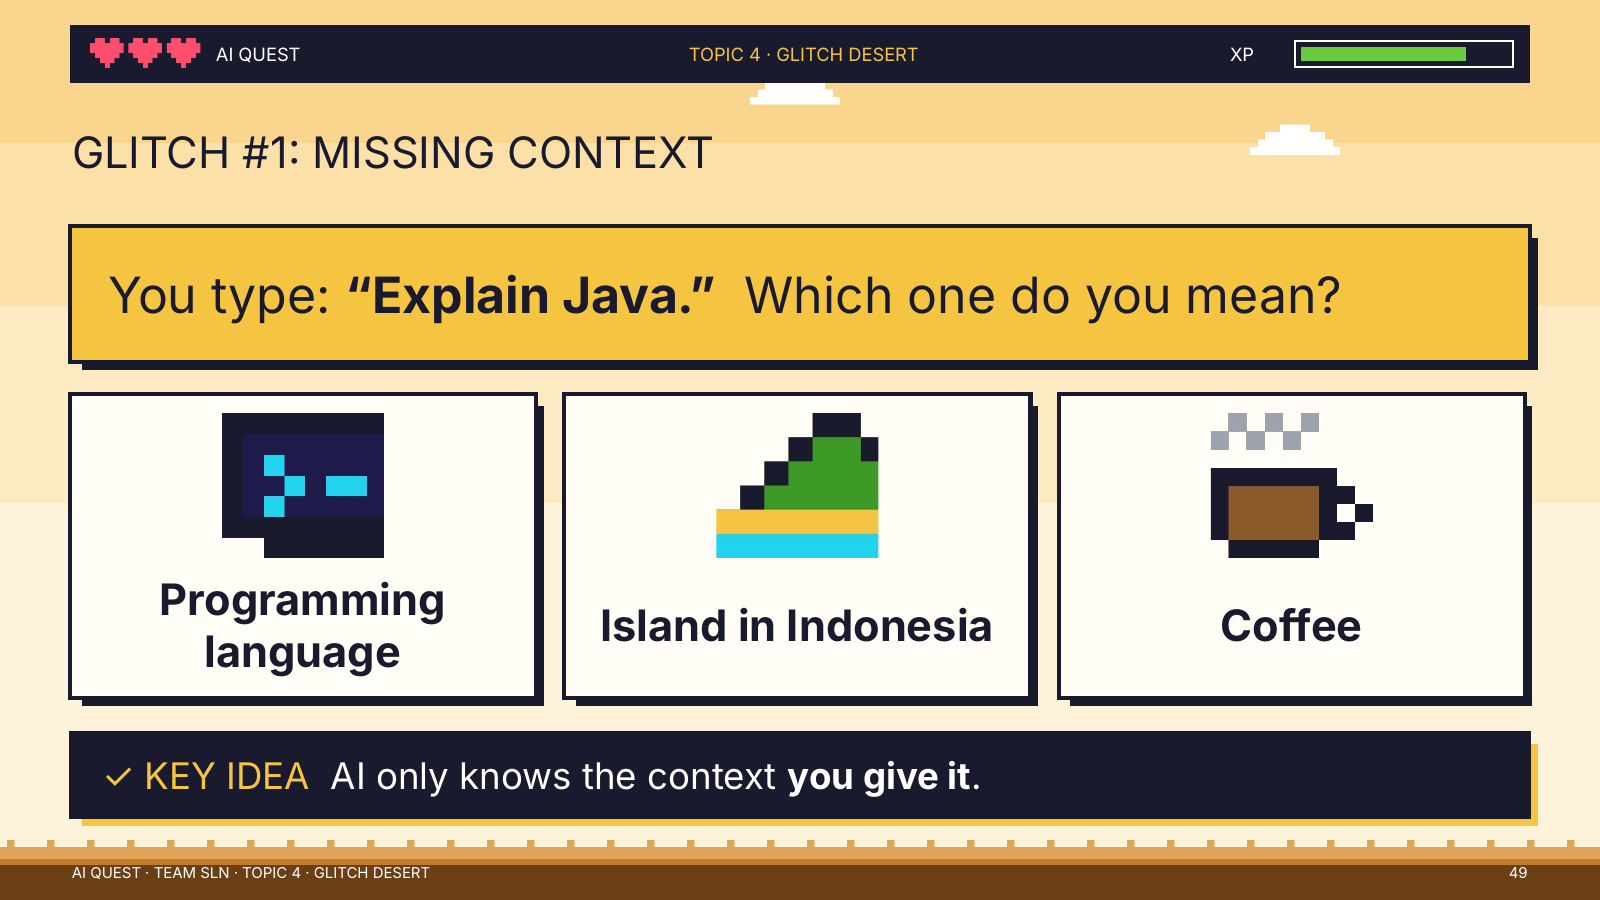 AI QUEST
TOPIC 4 · GLITCH DESERT
XP
GLITCH #1: MISSING CONTEXT
You type: “Explain Java.” Which one do you mean?
Programming
language
Island in Indonesia
Coffee
✓ KEY IDEA AI only knows the context you give it.
AI QUEST · TEAM SLN · TOPIC 4 · GLITCH DESERT
49